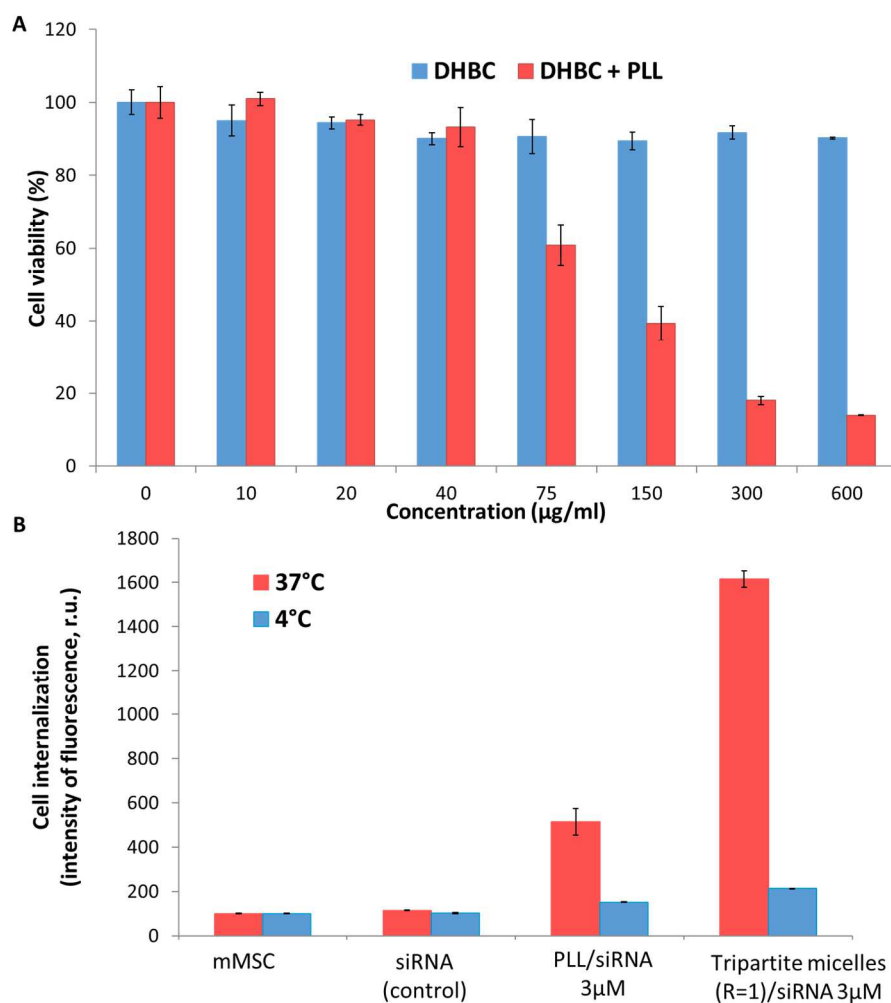 A
120
100
80
60
40
20
0
Cell viability (%)
DHBC
DHBC + PLL
0 10 20 40 75 150 300 600
Concentration (µg/ml)
B
1800
1600
1400
1200
1000
800
600
400
200
0
Cell internalization
(intensity of fluorescence, r.u.)
37°C
4°C
mMSC
siRNA
(control)
PLL/siRNA
3µM
Tripartite micelles
(R=1)/siRNA 3µM